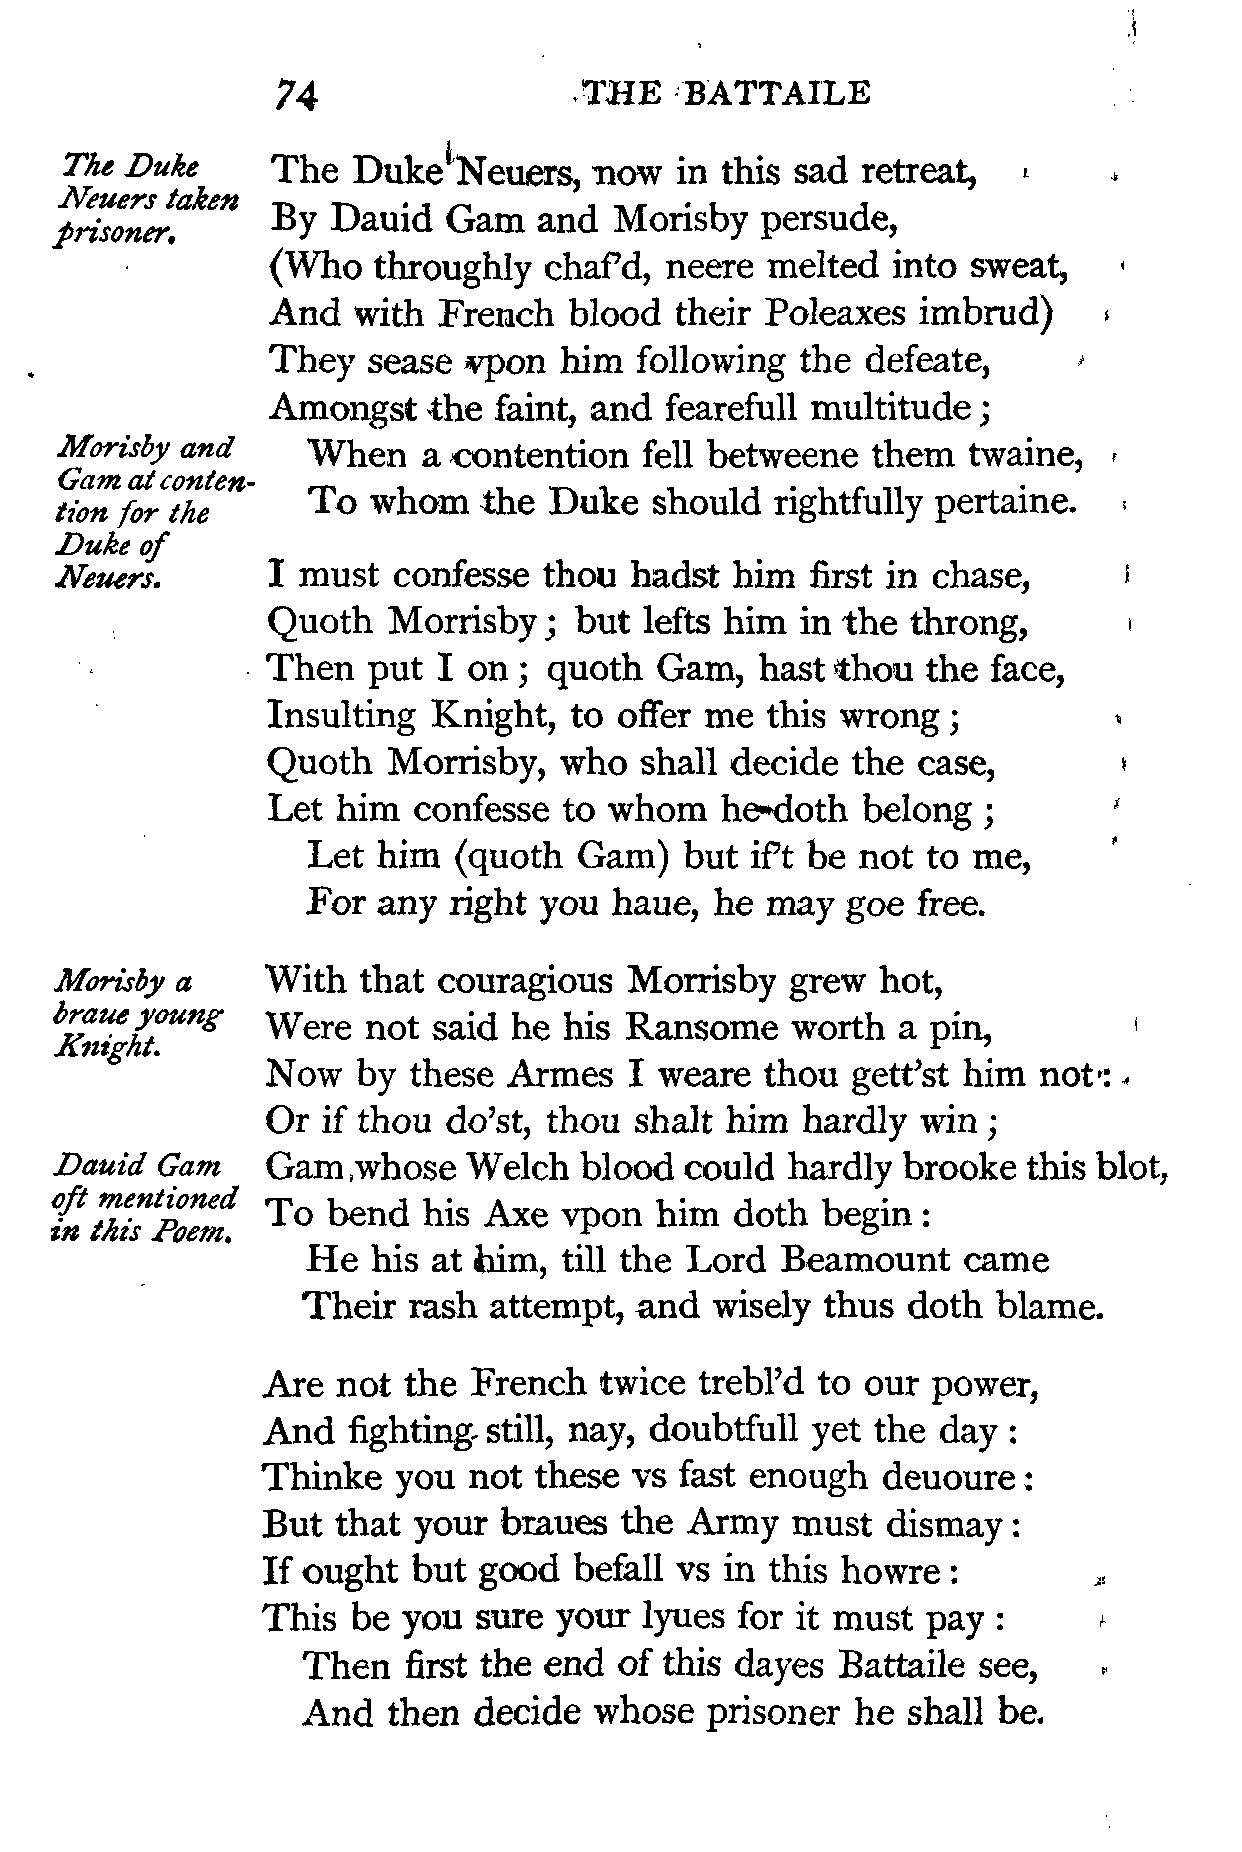 74 THE BATTAILE
The Duke
Neuers taken
prisoner.
The Duke Neuers, now in this sad retreat,
By Dauid Gam and Morisby persude,
(Who throughly chaf'd, neere melted into sweat,
And with French blood their Poleaxes imbrud)
They sease vpon him following the defeate,
Amongst the faint, and fearefull multitude;
Morisby and
Gam at conten-
tion for the
Duke of
Neuers.
When a contention fell betweene them twaine,
To whom the Duke should rightfully pertaine.
I must confesse thou hadst him first in chase,
Quoth Morrisby; but lefts him in the throng,
Then put I on; quoth Gam, hast thou the face,
Insulting Knight, to offer me this wrong;
Quoth Morrisby, who shall decide the case,
Let him confesse to whom he doth belong;
Let him (quoth Gam) but if't be not to me,
For any right you haue, he may goe free.
Morisby a
braue young
Knight.
With that couragious Morrisby grew hot,
Were not said he his Ransome worth a pin,
Now by these Armes I weare thou gett'st him not:
Or if thou do'st, thou shalt him hardly win;
Dauid Gam
oft mentioned
in this Poem.
Gam, whose Welch blood could hardly brooke this blot,
To bend his Axe vpon him doth begin:
He his at him, till the Lord Beamount came
Their rash attempt, and wisely thus doth blame.
Are not the French twice trebl'd to our power,
And fighting still, nay, doubtfull yet the day:
Thinke you not these vs fast enough deuoure:
But that your braues the Army must dismay:
If ought but good befall vs in this howre:
This be you sure your lyues for it must pay:
Then first the end of this dayes Battaile see,
And then decide whose prisoner he shall be.